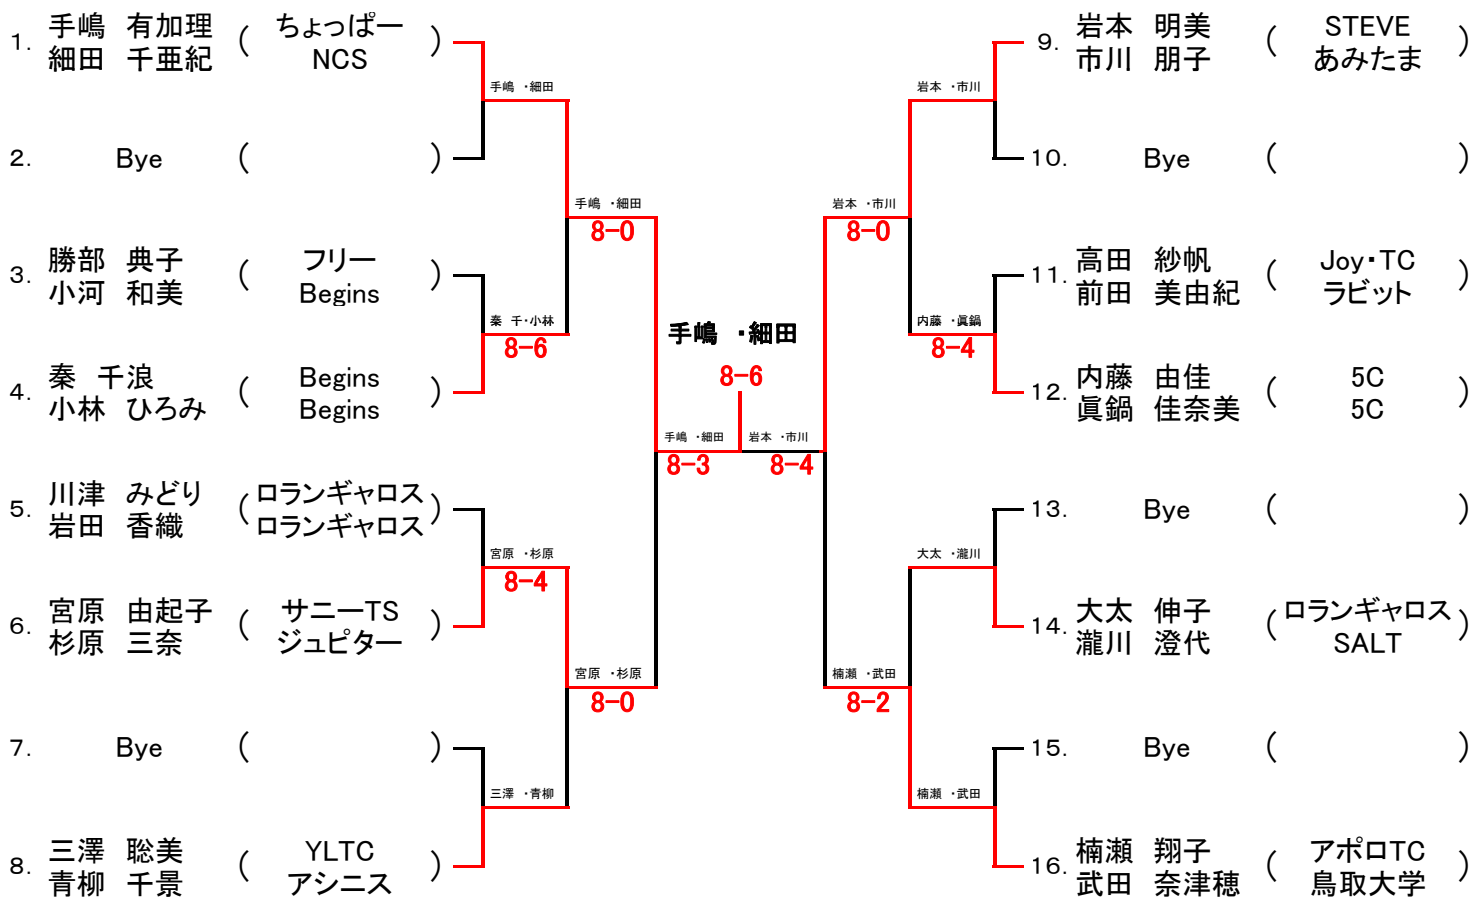 1. 手嶋 有加理 ( ちょっぱー )
細田 千亜紀 NCS
手嶋 ・細田
2. Bye ( )
手嶋 ・細田
8-0
3. 勝部 典子 ( フリー )
小河 和美 Begins
秦 千・小林
8-6
4. 秦 千浪 ( Begins )
小林 ひろみ Begins
手嶋 ・細田
8-3
5. 川津 みどり ( ロランギャロス )
岩田 香織 ロランギャロス
宮原 ・杉原
8-4
6. 宮原 由起子 ( サニーTS )
杉原 三奈 ジュピター
宮原 ・杉原
8-0
7. Bye ( )
三澤 ・青柳
8. 三澤 聡美 ( YLTC )
青柳 千景 アシニス
手嶋 ・細田
8-6
9. 岩本 明美 ( STEVE )
市川 朋子 あみたま
岩本 ・市川
10. Bye ( )
岩本 ・市川
8-0
11. 高田 紗帆 ( Joy・TC )
前田 美由紀 ラビット
内藤 ・眞鍋
8-4
12. 内藤 由佳 ( 5C )
眞鍋 佳奈美 5C
岩本 ・市川
8-4
13. Bye ( )
大太 ・瀧川
14. 大太 伸子 ( ロランギャロス )
瀧川 澄代 SALT
楠瀬 ・武田
8-2
15. Bye ( )
楠瀬 ・武田
16. 楠瀬 翔子 ( アポロTC )
武田 奈津穂 鳥取大学